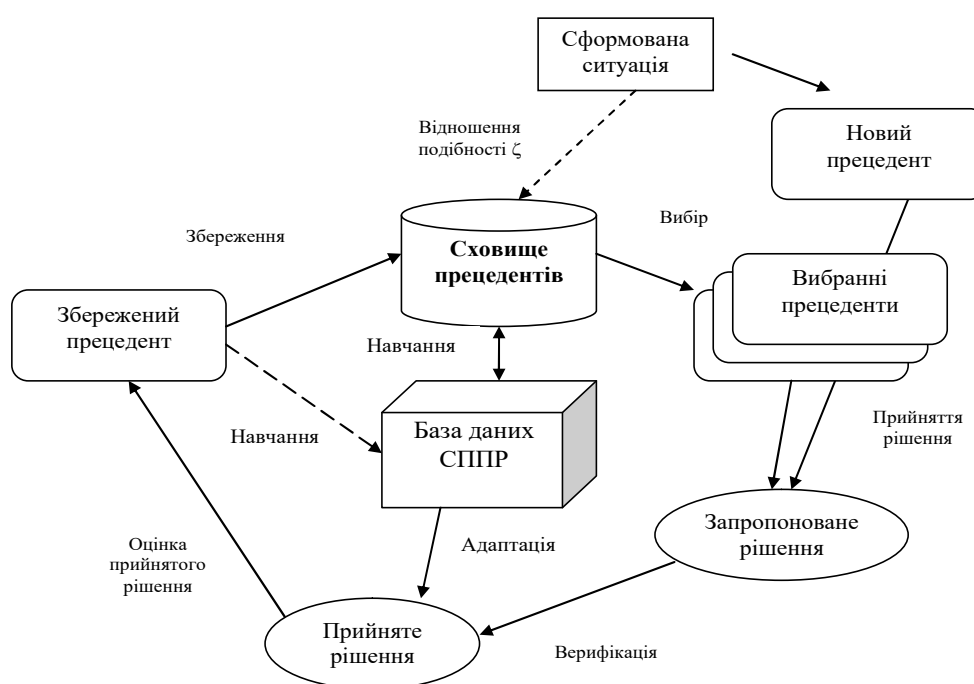 Сформована
ситуація
Відношення
подібності ζ
Новий
прецедент
Збереження
Вибір
Сховище
прецедентів
Вибранні
прецеденти
Збережений
прецедент
Навчання
Навчання
База даних
СППР
Прийняття
рішення
Запропоноване
рішення
Оцінка
прийнятого
рішення
Адаптація
Прийняте
рішення
Верифікація